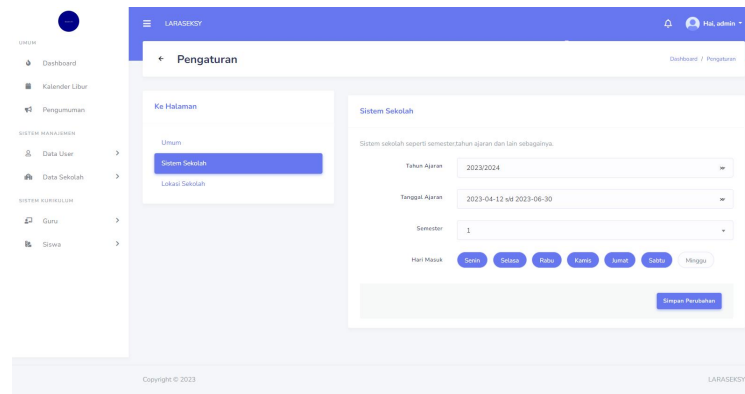 LARASEKSY
Hai, admin
UMUM
Dashboard
Kalender Libur
Pengumuman
SISTEM MANAJEMEN
Data User
Data Sekolah
SISTEM KURIKULUM
Guru
Siswa
Pengaturan
Dashboard / Pengaturan
Ke Halaman
Umum
Sistem Sekolah
Lokasi Sekolah
Sistem Sekolah
Sistem sekolah seperti semester,tahun ajaran dan lain sebagainya.
Tahun Ajaran 2023/2024
Tanggal Ajaran 2023-04-12 s/d 2023-06-30
Semester 1
Hari Masuk Senin Selasa Rabu Kamis Jumat Sabtu Minggu
Simpan Perubahan
Copyright © 2023 LARASEKSY